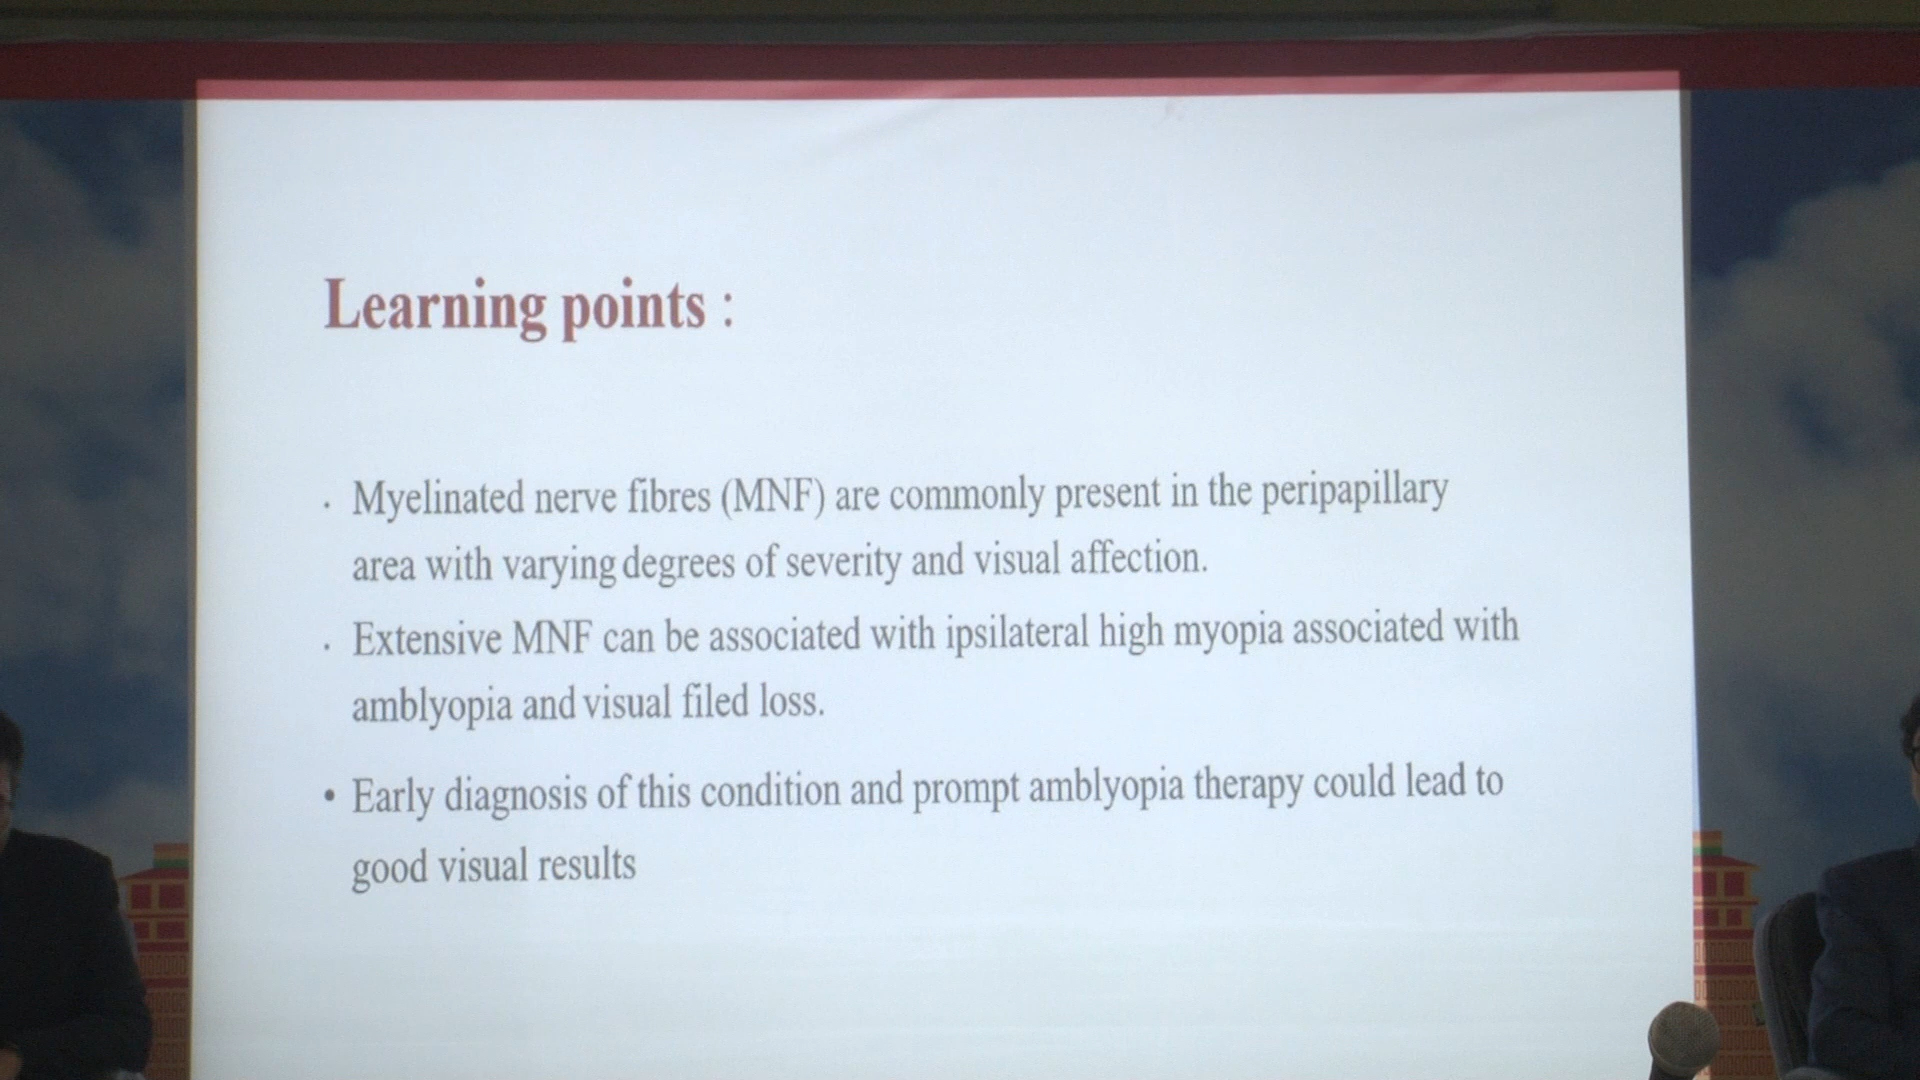 Learning points :
· Myelinated nerve fibres (MNF) are commonly present in the peripapillary
area with varying degrees of severity and visual affection.
· Extensive MNF can be associated with ipsilateral high myopia associated with
amblyopia and visual filed loss.
• Early diagnosis of this condition and prompt amblyopia therapy could lead to
good visual results